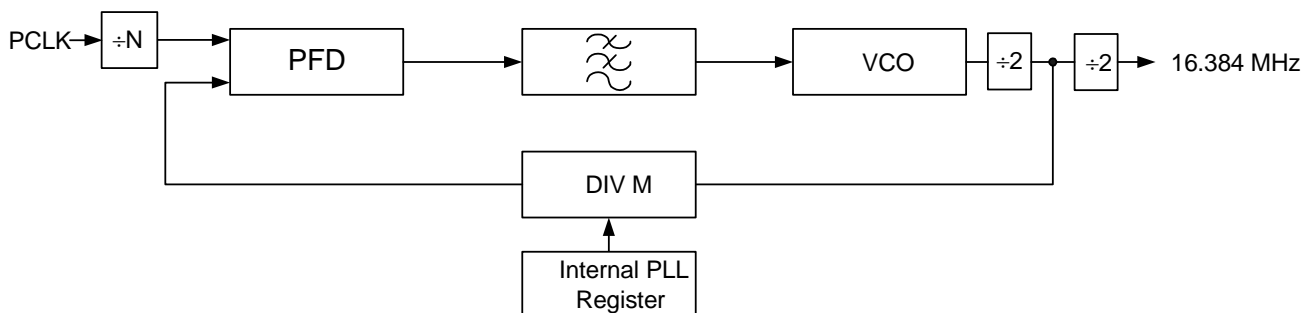 PCLK
÷N
PFD
VCO
÷2
÷2
16.384 MHz
DIV M
Internal PLL
Register